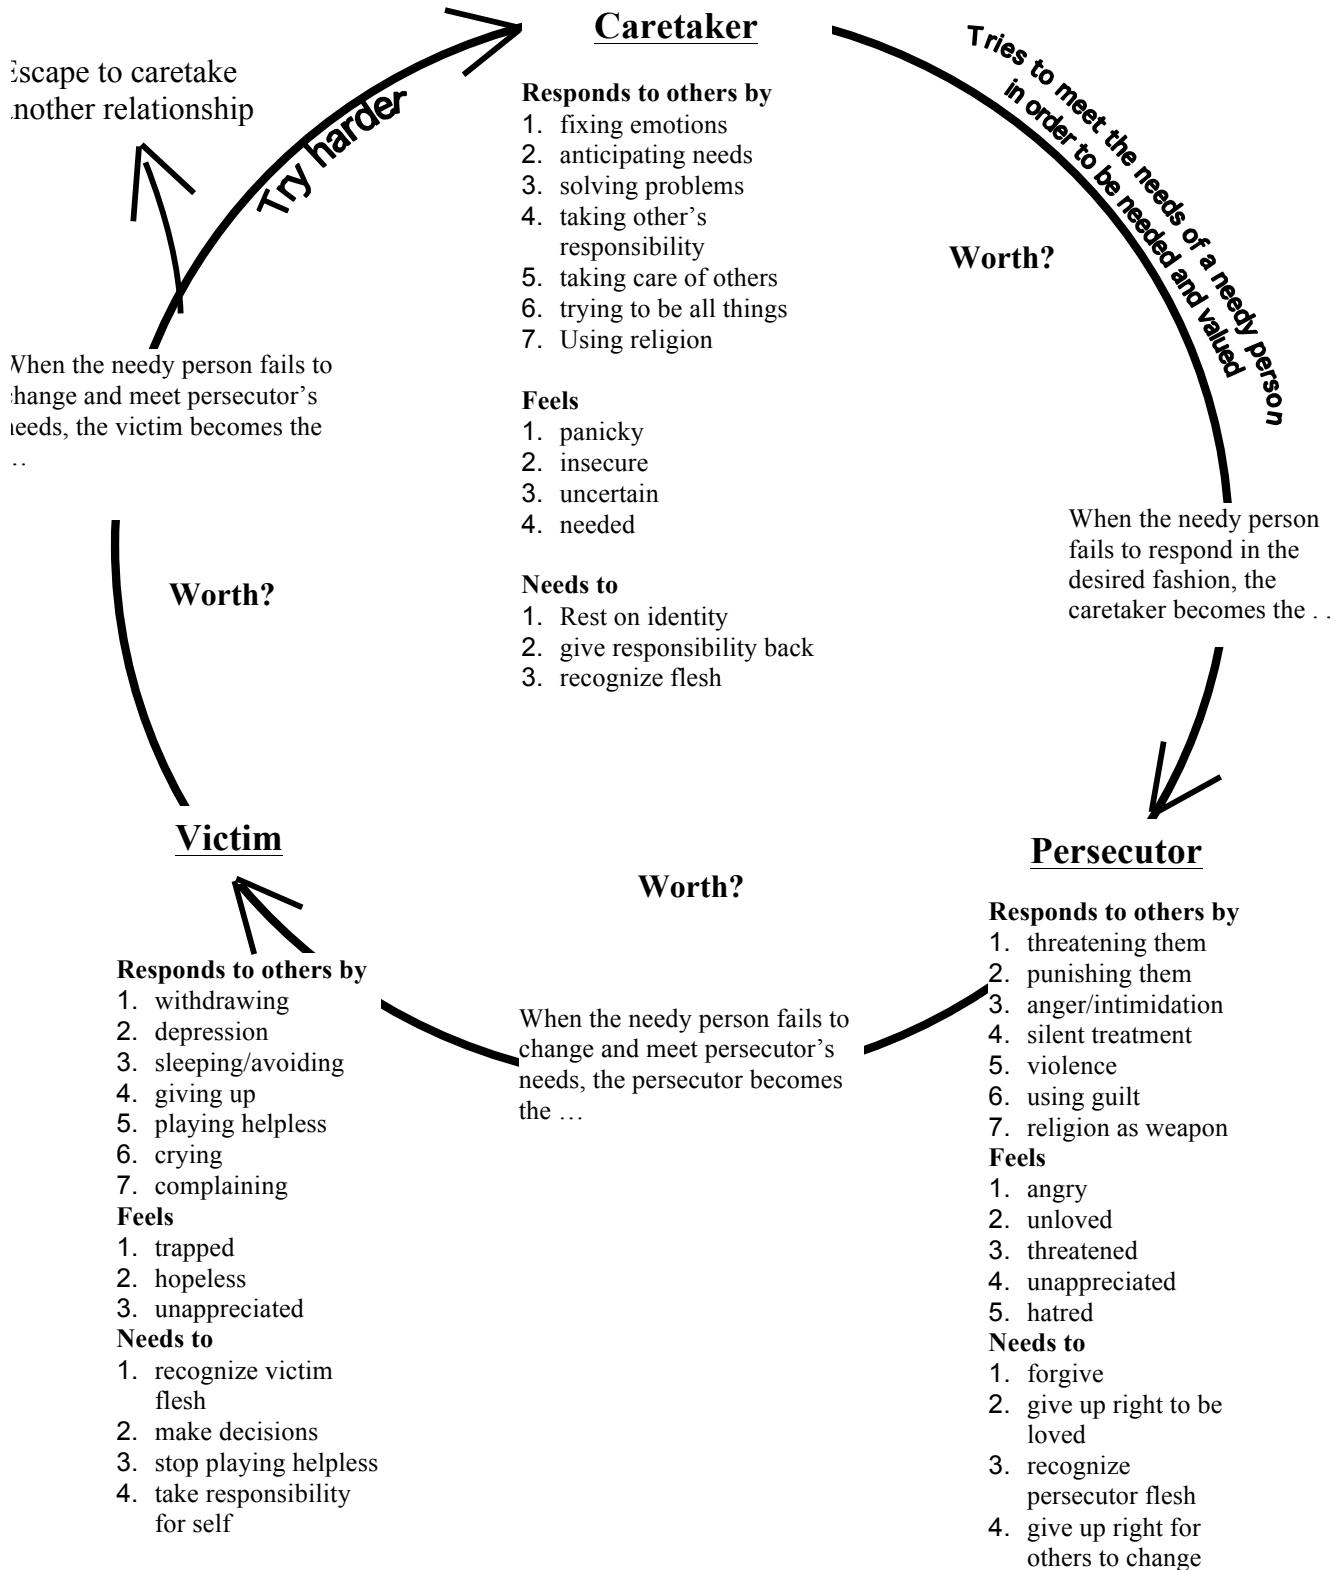 Caretaker
Escape to caretake
another relationship
Try harder
Tries to meet the needs of a needy person
in order to be needed and valued
Responds to others by
1. fixing emotions
2. anticipating needs
3. solving problems
4. taking other’s
responsibility
5. taking care of others
6. trying to be all things
7. Using religion
Worth?
When the needy person fails to
change and meet persecutor’s
needs, the victim becomes the
…
Feels
1. panicky
2. insecure
3. uncertain
4. needed
When the needy person
fails to respond in the
desired fashion, the
caretaker becomes the . .
Worth?
Needs to
1. Rest on identity
2. give responsibility back
3. recognize flesh
Victim
Worth?
Persecutor
Responds to others by
1. withdrawing
2. depression
3. sleeping/avoiding
4. giving up
5. playing helpless
6. crying
7. complaining
Feels
1. trapped
2. hopeless
3. unappreciated
Needs to
1. recognize victim
flesh
2. make decisions
3. stop playing helpless
4. take responsibility
for self
When the needy person fails to
change and meet persecutor’s
needs, the persecutor becomes
the …
Responds to others by
1. threatening them
2. punishing them
3. anger/intimidation
4. silent treatment
5. violence
6. using guilt
7. religion as weapon
Feels
1. angry
2. unloved
3. threatened
4. unappreciated
5. hatred
Needs to
1. forgive
2. give up right to be
loved
3. recognize
persecutor flesh
4. give up right for
others to change